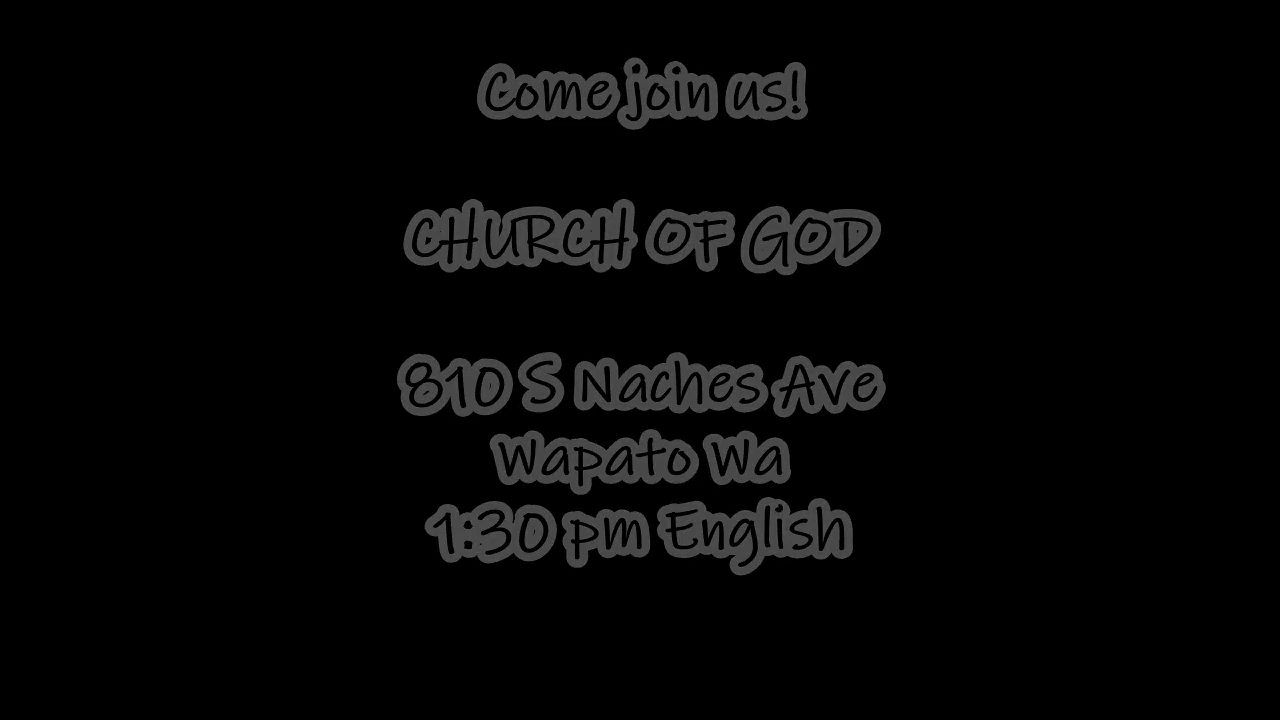 Come join us!
CHURCH OF GOD
810 S Naches Ave
Wapato Wa
1:30 pm English